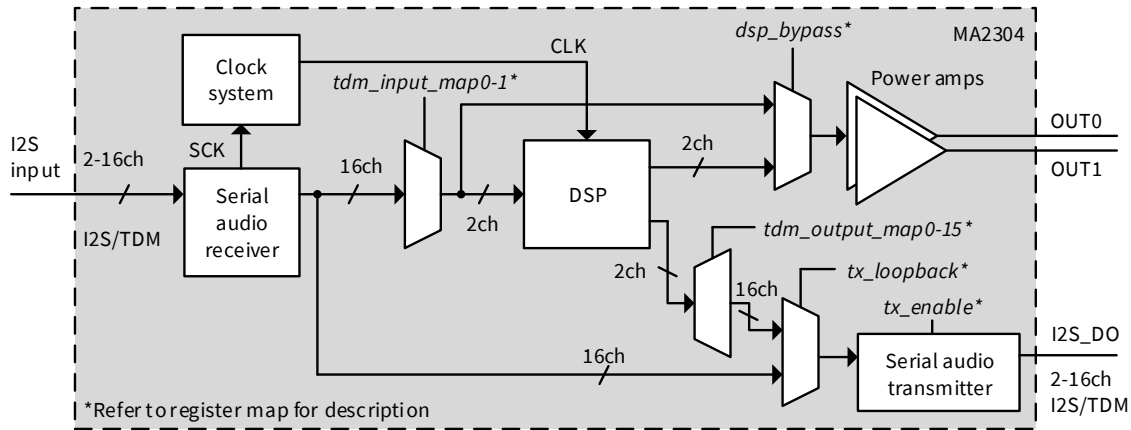 dsp_bypass*
MA2304
CLK
Clock
system
tdm_input_map0-1*
Power amps
I2S
input
2-16ch
SCK
16ch
2ch
OUT0
OUT1
Serial
audio
receiver
DSP
I2S/TDM
2ch
tdm_output_map0-15*
2ch
tx_loopback*
16ch
tx_enable*
I2S_DO
16ch
Serial audio
transmitter
2-16ch
I2S/TDM
*Refer to register map for description